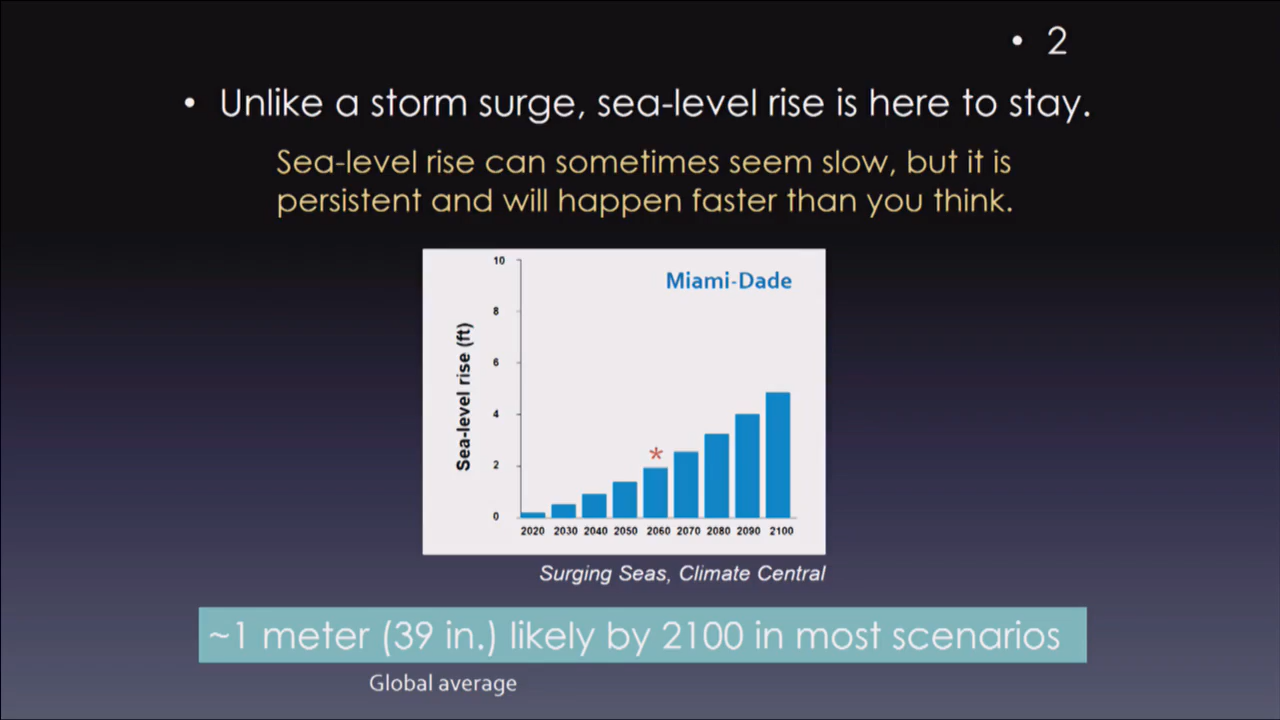 • 2
• Unlike a storm surge, sea-level rise is here to stay.
Sea-level rise can sometimes seem slow, but it is
persistent and will happen faster than you think.
Miami-Dade
Sea-level rise (ft)
10
8
6
4
2
0
*
2020 2030 2040 2050 2060 2070 2080 2090 2100
Surging Seas, Climate Central
~1 meter (39 in.) likely by 2100 in most scenarios
Global average